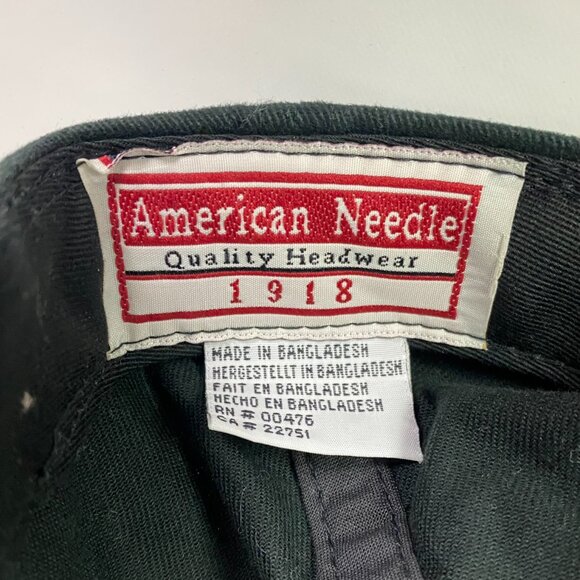 American Needle
Quality Headwear
1918
MADE IN BANGLADESH
HERGESTELLT IN BANGLADESH
FAIT EN BANGLADESH
HECHO EN BANGLADESH
RN # 00476
CA # 22751